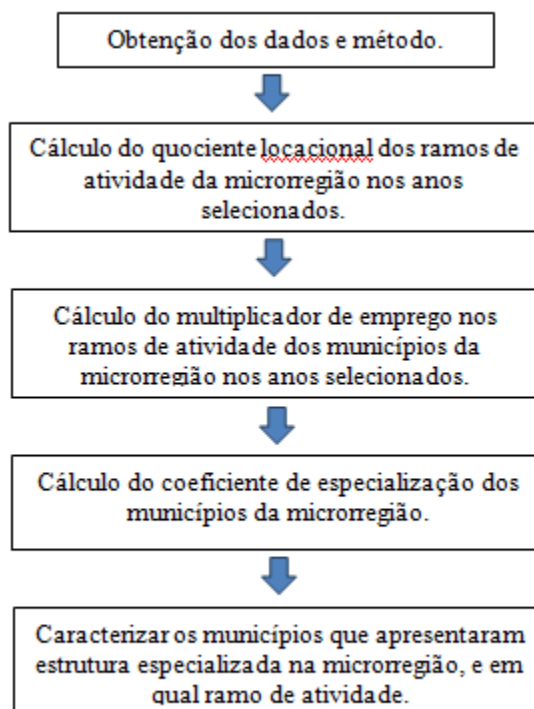 Obtenção dos dados e método.
Cálculo do quociente locacional dos ramos de
atividade da microrregião nos anos
selecionados.
Cálculo do multiplicador de emprego nos
ramos de atividade dos municípios da
microrregião nos anos selecionados.
Cálculo do coeficiente de especialização dos
municípios da microrregião.
Caracterizar os municípios que apresentaram
estrutura especializada na microrregião, e em
qual ramo de atividade.